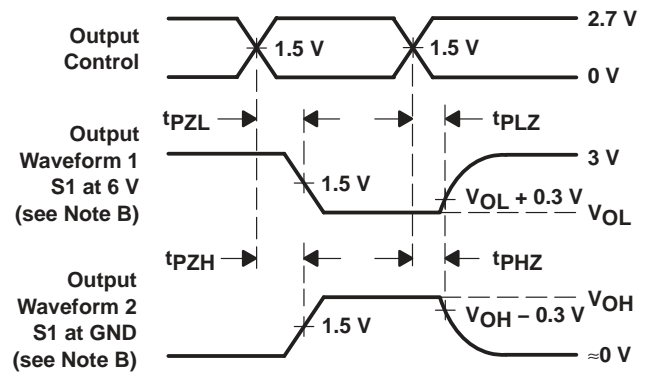 Output
Control
1.5 V
1.5 V
2.7 V
0 V
tPZL
tPLZ
Output
Waveform 1
S1 at 6 V
(see Note B)
1.5 V
3 V
VOL + 0.3 V
VOL
tPZH
tPHZ
Output
Waveform 2
S1 at GND
(see Note B)
1.5 V
VOH
VOH − 0.3 V
≈0 V